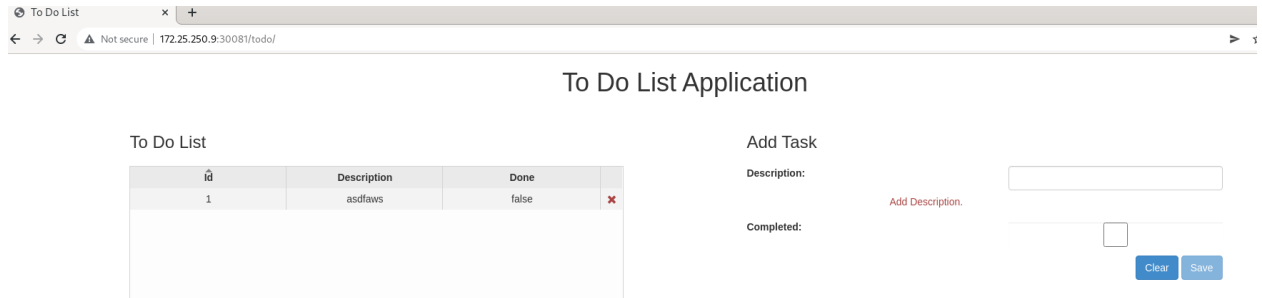 To Do List
Not secure | 172.25.250.9:30081/todo/
To Do List Application
To Do List
Id Description Done
1 asdfaws false
Add Task
Description:
Add Description.
Completed:
Clear Save